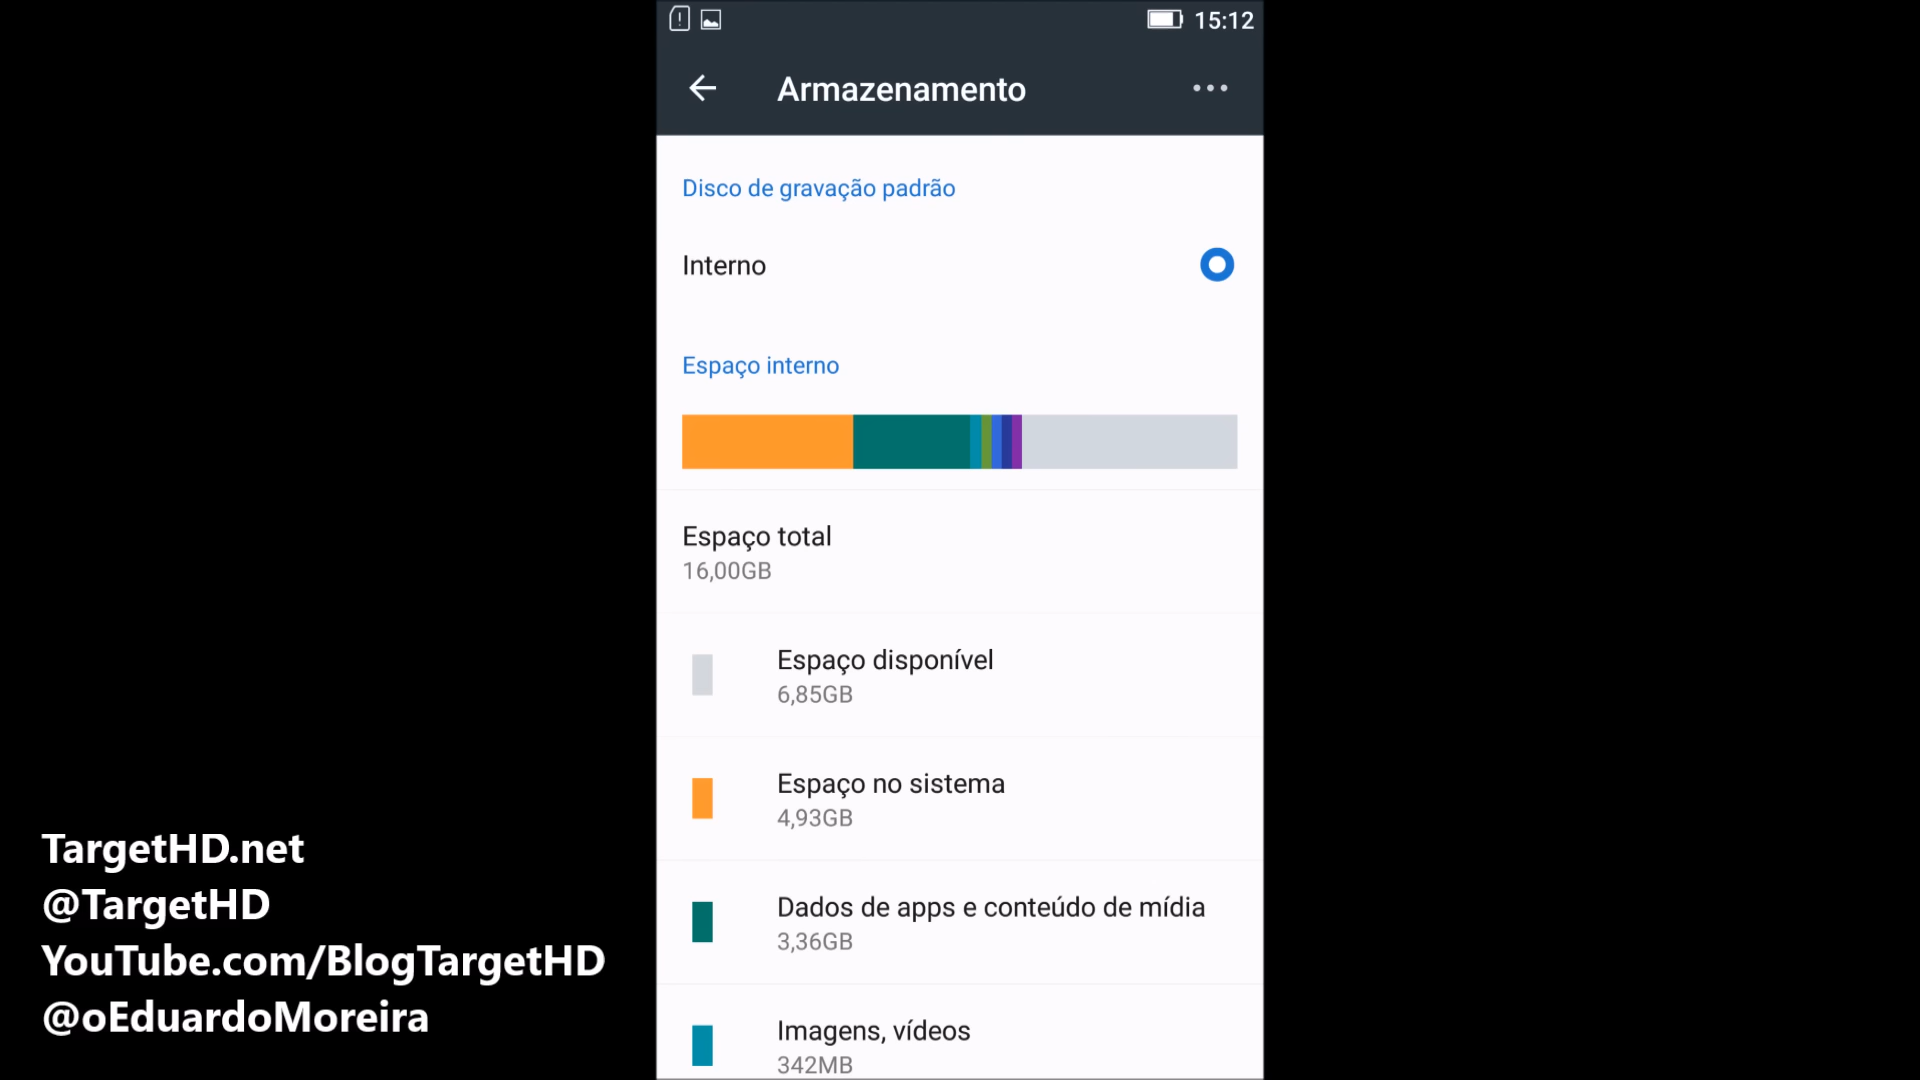 15:12
Armazenamento
Disco de gravação padrão
Interno
Espaço interno
Espaço total
16,00GB
Espaço disponível
6,85GB
Espaço no sistema
4,93GB
Dados de apps e conteúdo de mídia
3,36GB
Imagens, vídeos
342MB
TargetHD.net
@TargetHD
YouTube.com/BlogTargetHD
@oEduardoMoreira